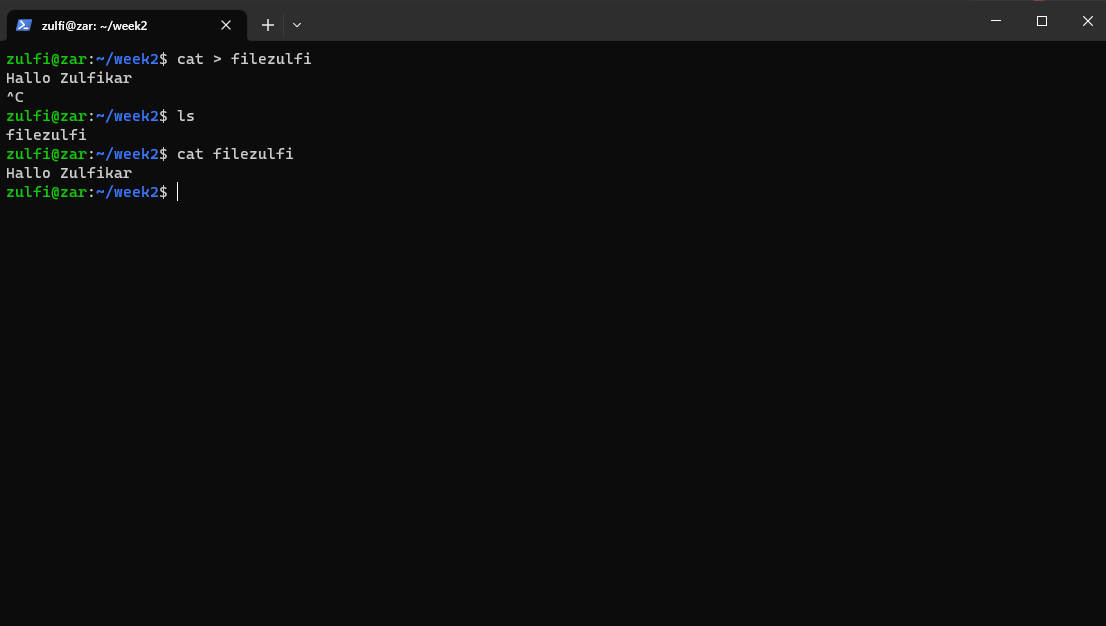 zulfi@zar: ~/week2
zulfi@zar:~/week2$ cat > filezulfi
Hallo Zulfikar
^C
zulfi@zar:~/week2$ ls
filezulfi
zulfi@zar:~/week2$ cat filezulfi
Hallo Zulfikar
zulfi@zar:~/week2$